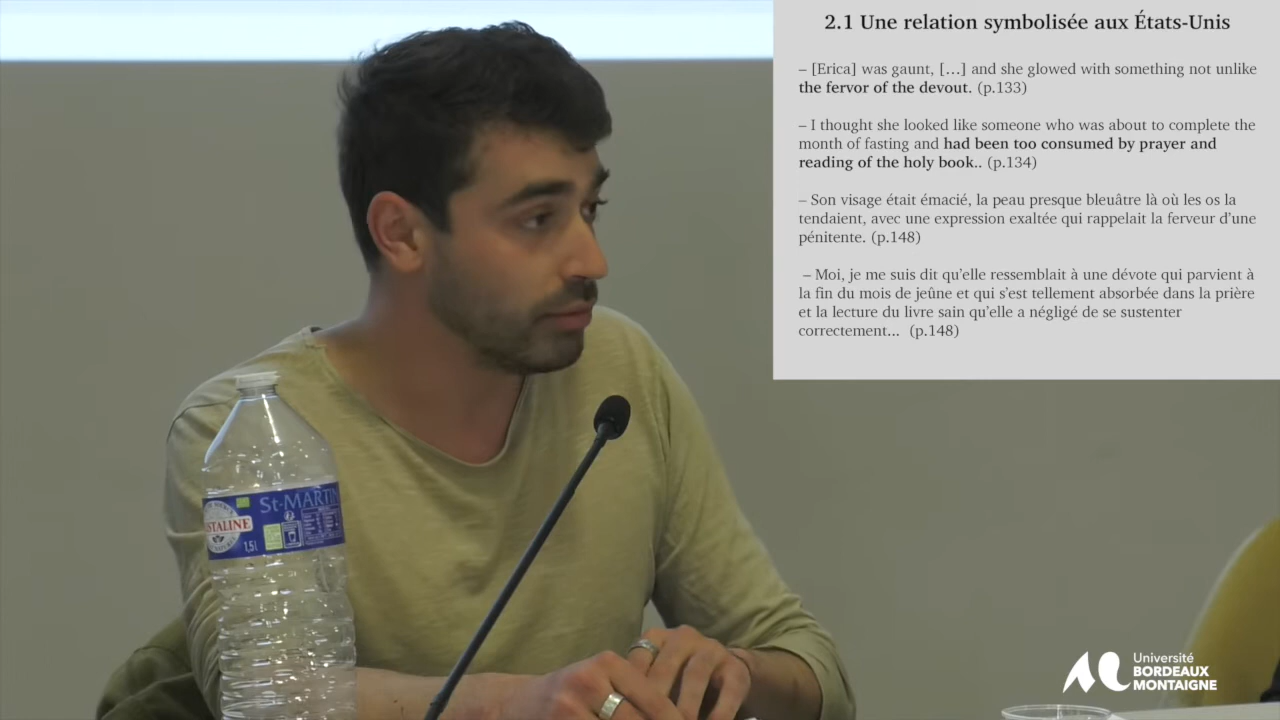 2.1 Une relation symbolisée aux États-Unis
– [Erica] was gaunt, […] and she glowed with something not unlike
the fervor of the devout. (p.133)
– I thought she looked like someone who was about to complete the
month of fasting and had been too consumed by prayer and
reading of the holy book.. (p.134)
– Son visage était émacié, la peau presque bleuâtre là où les os la
tendaient, avec une expression exaltée qui rappelait la ferveur d'une
pénitente. (p.148)
– Moi, je me suis dit qu'elle ressemblait à une dévote qui parvient à
la fin du mois de jeûne et qui s'est tellement absorbée dans la prière
et la lecture du livre sain qu'elle a négligé de se sustenter
correctement... (p.148)
St-MARTIN
STALINE
1,5l
Université
BORDEAUX
MONTAIGNE